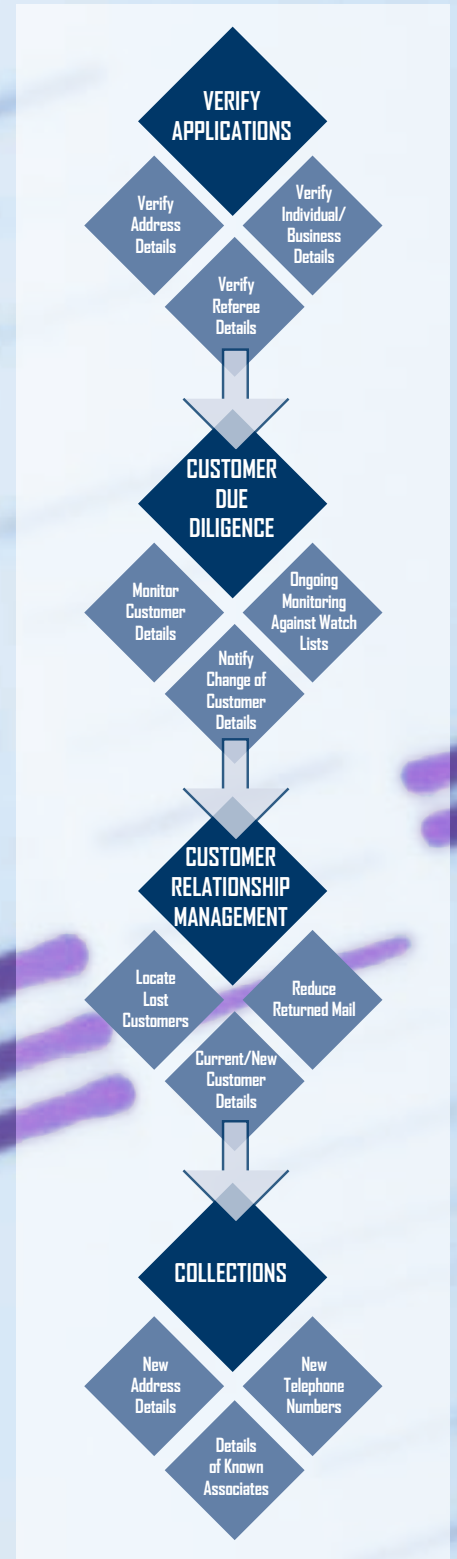 VERIFY
APPLICATIONS
Verify
Address
Details
Verify
Individual/
Business
Details
Verify
Referee
Details
CUSTOMER
DUE
DILIGENCE
Monitor
Customer
Details
Ongoing
Monitoring
Against Watch
Lists
Notify
Change of
Customer
Details
CUSTOMER
RELATIONSHIP
MANAGEMENT
Locate
Lost
Customers
Reduce
Returned Mail
Current/New
Customer
Details
COLLECTIONS
New
Address
Details
New
Telephone
Numbers
Details
of Known
Associates